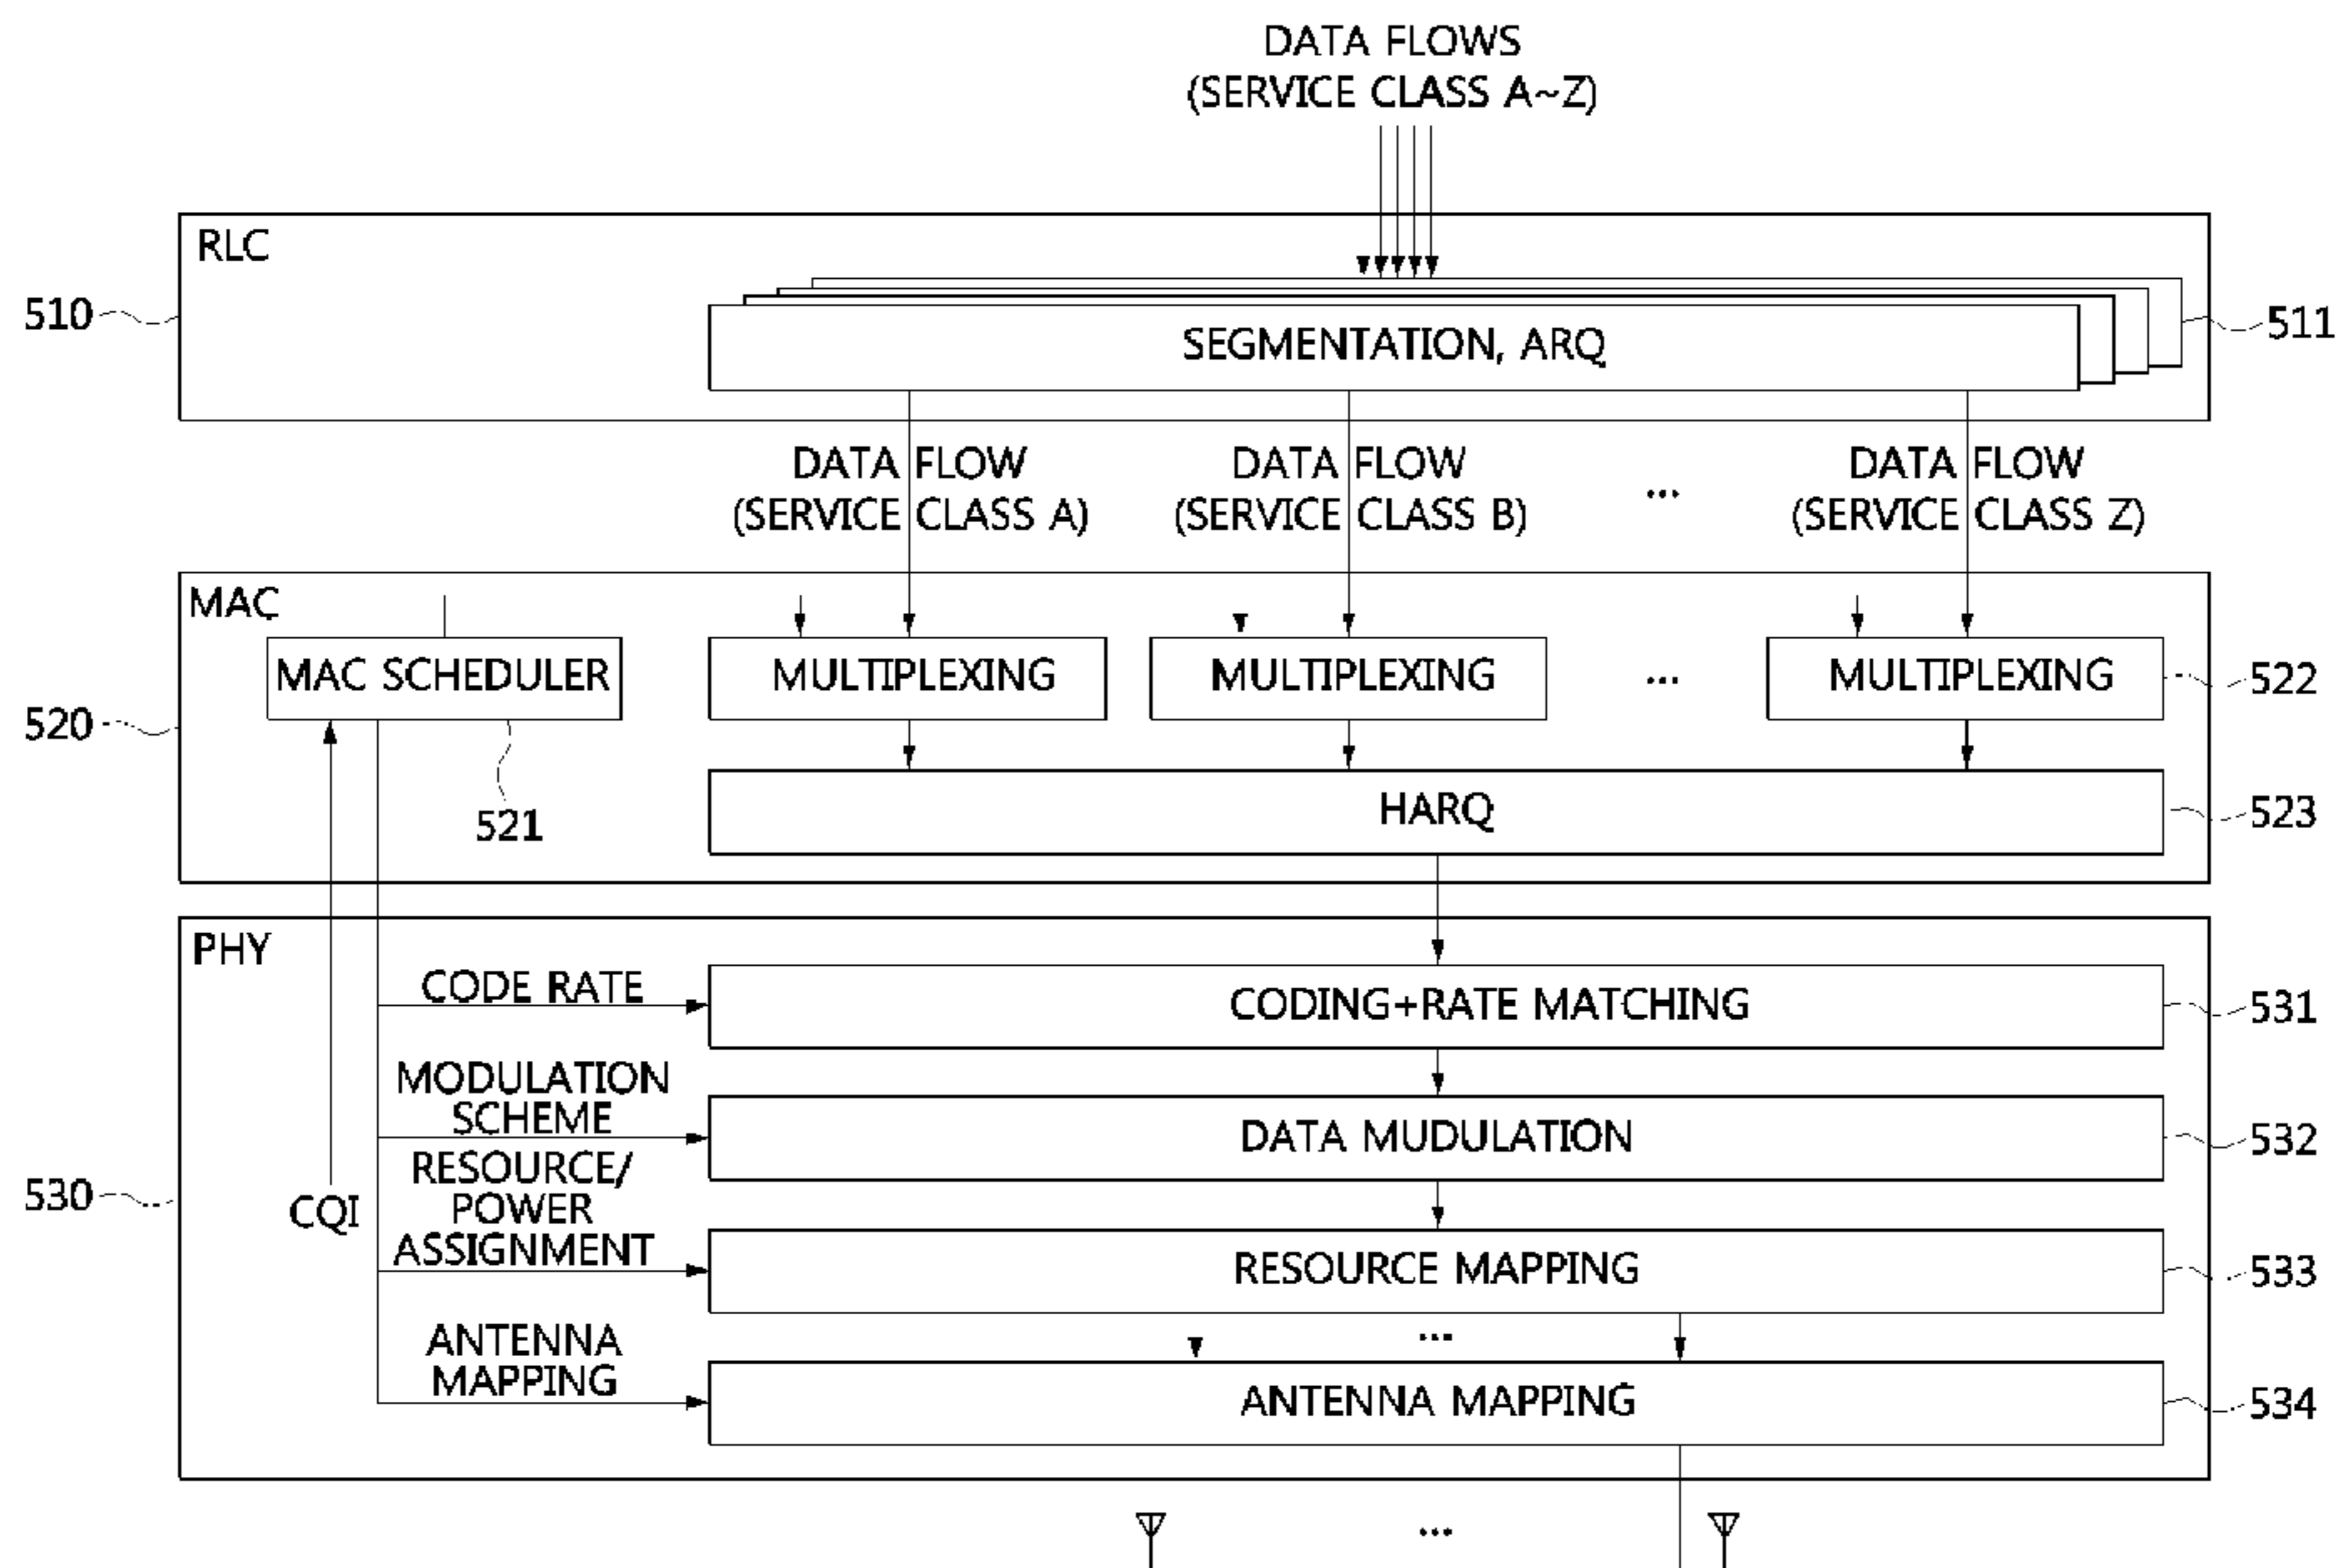 DATA FLOWS
(SERVICE CLASS A~Z)
RLC
510
SEGMENTATION, ARQ
511
DATA FLOW
(SERVICE CLASS A)
DATA FLOW
(SERVICE CLASS B)
...
DATA FLOW
(SERVICE CLASS Z)
MAC
MAC SCHEDULER
MULTIPLEXING
MULTIPLEXING
...
MULTIPLEXING
522
520
521
HARQ
523
PHY
CODE RATE
CODING+RATE MATCHING
531
MODULATION
SCHEME
DATA MUDULATION
532
530
CQI
RESOURCE/
POWER
ASSIGNMENT
RESOURCE MAPPING
533
...
ANTENNA
MAPPING
ANTENNA MAPPING
534
...